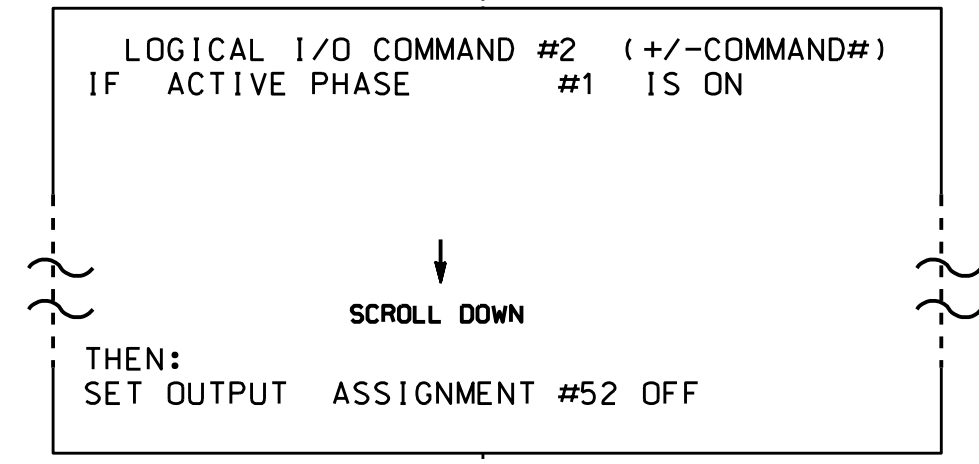 LOGICAL I/O COMMAND #2 (+/-COMMAND#)
IF ACTIVE PHASE #1 IS ON
SCROLL DOWN
THEN:
SET OUTPUT ASSIGNMENT #52 OFF